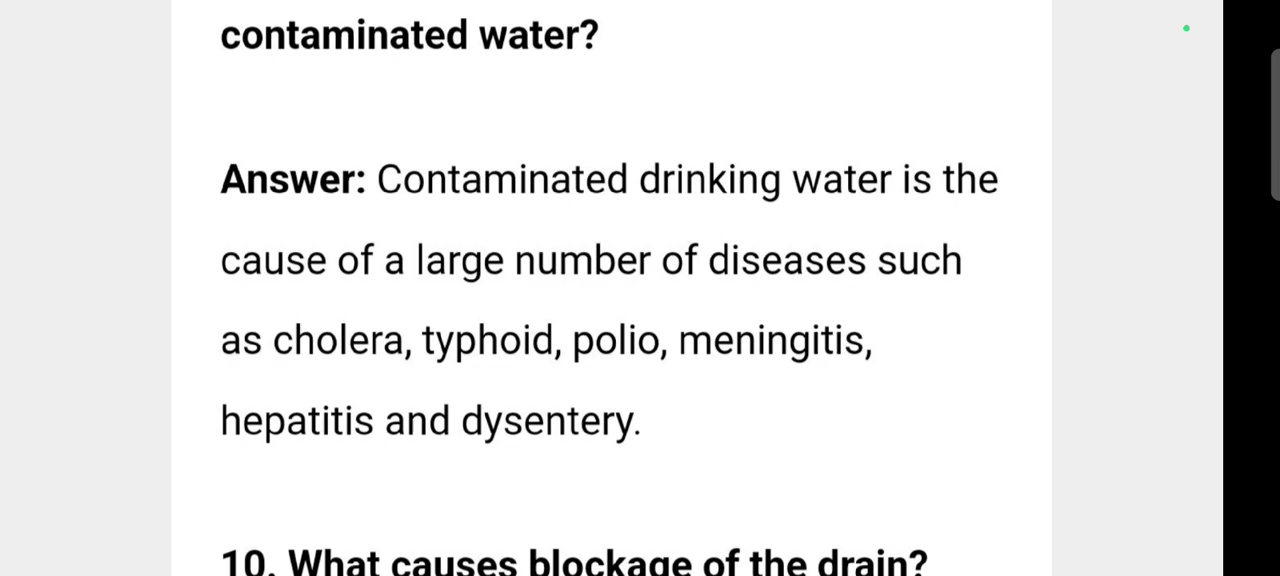 contaminated water?
Answer: Contaminated drinking water is the
cause of a large number of diseases such
as cholera, typhoid, polio, meningitis,
hepatitis and dysentery.
10. What causes blockage of the drain?